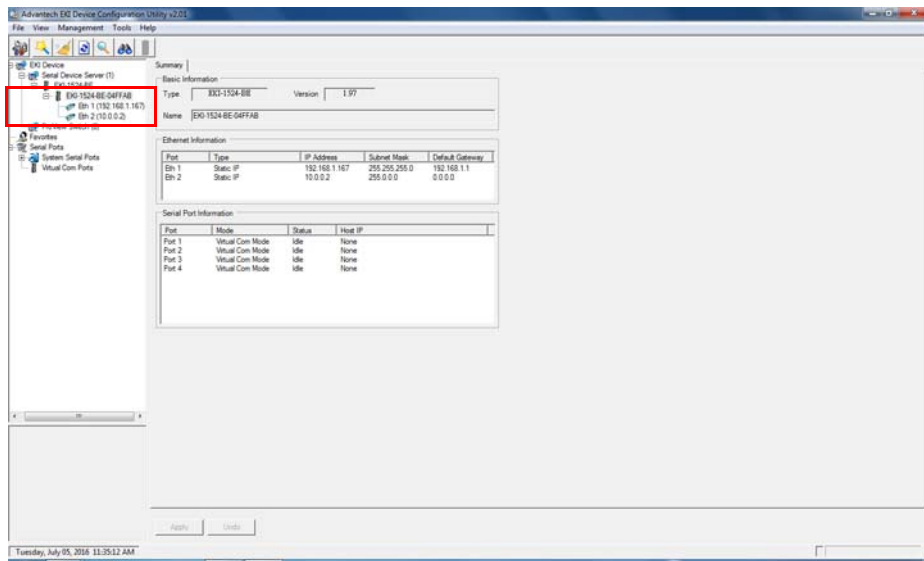 Advantech EKI Device Configuration Utility v2.01
File View Management Tools Help
EKI Device
Serial Device Server (1)
EKI-1524-BE
EKI-1524-BE-04FFAB
Eth 1 (192.168.1.167)
Eth 2 (10.0.0.2)
Favorites
Serial Ports
System Serial Ports
Virtual Com Ports
Summary
Basic Information
Type EKI-1524-BE Version 1.97
Name EKI-1524-BE-04FFAB
Ethernet Information
Port Type IP Address Subnet Mask Default Gateway
Eth 1 Static IP 192.168.1.167 255.255.255.0 192.168.1.1
Eth 2 Static IP 10.0.0.2 255.0.0.0 0.0.0.0
Serial Port Information
Port Mode Status Host IP
Port 1 Virtual Com Mode Idle None
Port 2 Virtual Com Mode Idle None
Port 3 Virtual Com Mode Idle None
Port 4 Virtual Com Mode Idle None
Apply Undo
Tuesday, July 05, 2016 11:35:12 AM